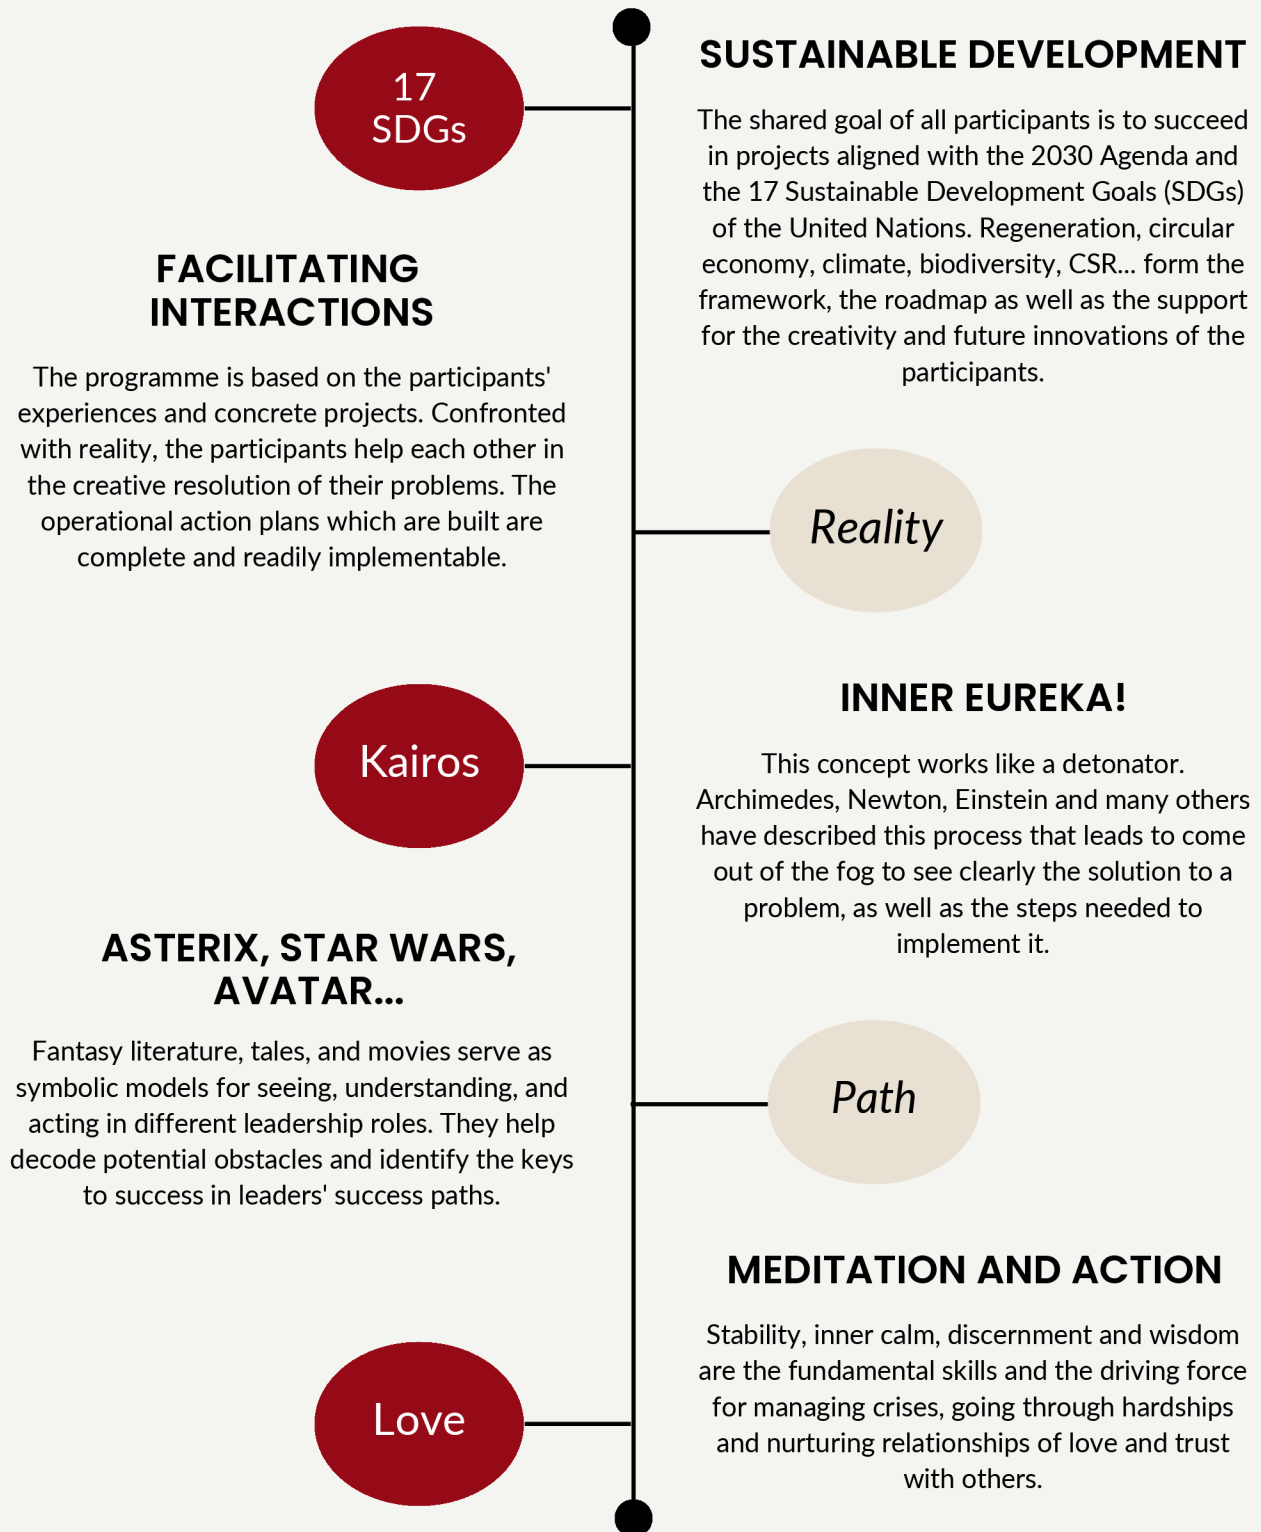 17
SDGs
SUSTAINABLE DEVELOPMENT
The shared goal of all participants is to succeed
in projects aligned with the 2030 Agenda and
the 17 Sustainable Development Goals (SDGs)
of the United Nations. Regeneration, circular
economy, climate, biodiversity, CSR... form the
framework, the roadmap as well as the support
for the creativity and future innovations of the
participants.
FACILITATING
INTERACTIONS
The programme is based on the participants'
experiences and concrete projects. Confronted
with reality, the participants help each other in
the creative resolution of their problems. The
operational action plans which are built are
complete and readily implementable.
Reality
Kairos
INNER EUREKA!
This concept works like a detonator.
Archimedes, Newton, Einstein and many others
have described this process that leads to come
out of the fog to see clearly the solution to a
problem, as well as the steps needed to
implement it.
ASTERIX, STAR WARS,
AVATAR...
Fantasy literature, tales, and movies serve as
symbolic models for seeing, understanding, and
acting in different leadership roles. They help
decode potential obstacles and identify the keys
to success in leaders' success paths.
Path
Love
MEDITATION AND ACTION
Stability, inner calm, discernment and wisdom
are the fundamental skills and the driving force
for managing crises, going through hardships
and nurturing relationships of love and trust
with others.